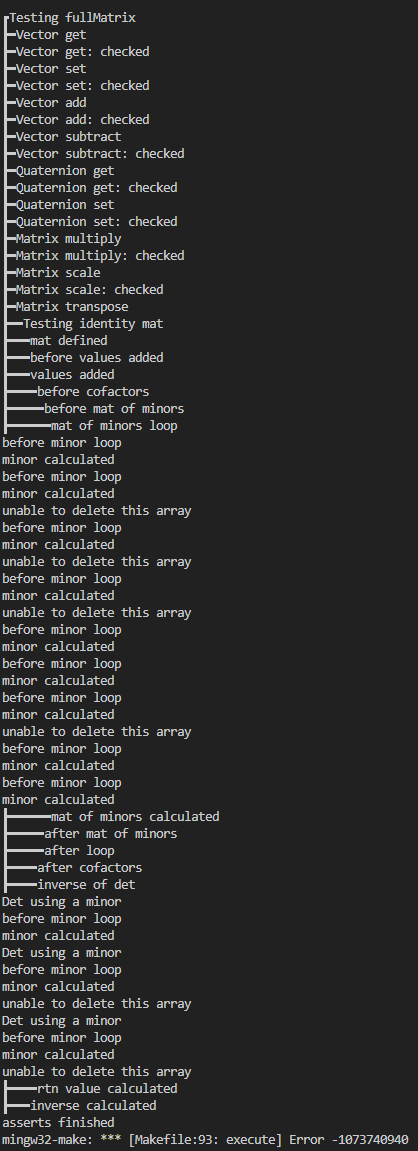 Testing fullMatrix
Vector get
Vector get: checked
Vector set
Vector set: checked
Vector add
Vector add: checked
Vector subtract
Vector subtract: checked
Quaternion get
Quaternion get: checked
Quaternion set
Quaternion set: checked
Matrix multiply
Matrix multiply: checked
Matrix scale
Matrix scale: checked
Matrix transpose
Testing identity mat
mat defined
before values added
values added
before cofactors
before mat of minors
mat of minors loop
before minor loop
minor calculated
before minor loop
minor calculated
unable to delete this array
before minor loop
minor calculated
unable to delete this array
before minor loop
minor calculated
unable to delete this array
before minor loop
minor calculated
before minor loop
minor calculated
before minor loop
minor calculated
unable to delete this array
before minor loop
minor calculated
before minor loop
minor calculated
mat of minors calculated
after mat of minors
after loop
after cofactors
inverse of det
Det using a minor
before minor loop
minor calculated
Det using a minor
before minor loop
minor calculated
unable to delete this array
Det using a minor
before minor loop
minor calculated
unable to delete this array
rtn value calculated
inverse calculated
asserts finished
mingw32-make: *** [Makefile:93: execute] Error -1073740940